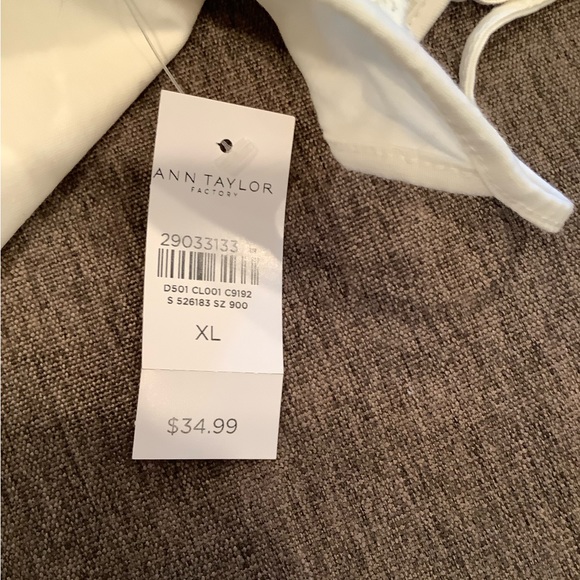 ANN TAYLOR
FACTORY
29033133
D501 CL001 C9192
S 526183 SZ 900
XL
$34.99